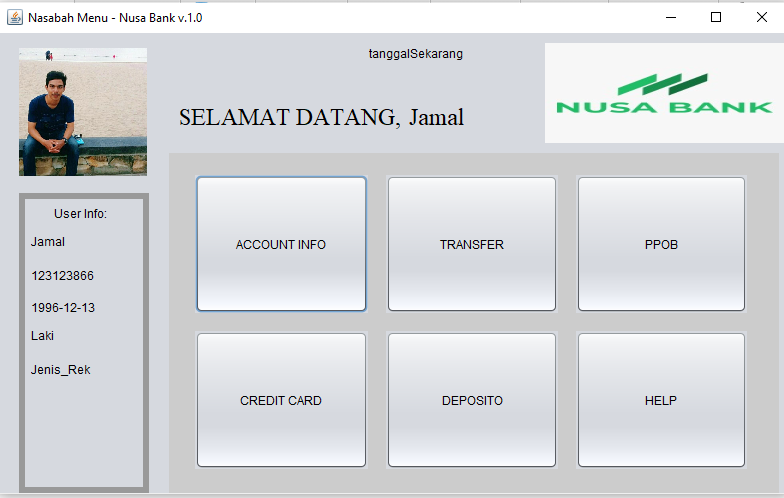 Nasabah Menu - Nusa Bank v.1.0
tanggalSekarang
NUSA BANK
SELAMAT DATANG, Jamal
User Info:
Jamal
123123866
1996-12-13
Laki
Jenis_Rek
ACCOUNT INFO
TRANSFER
PPOB
CREDIT CARD
DEPOSITO
HELP